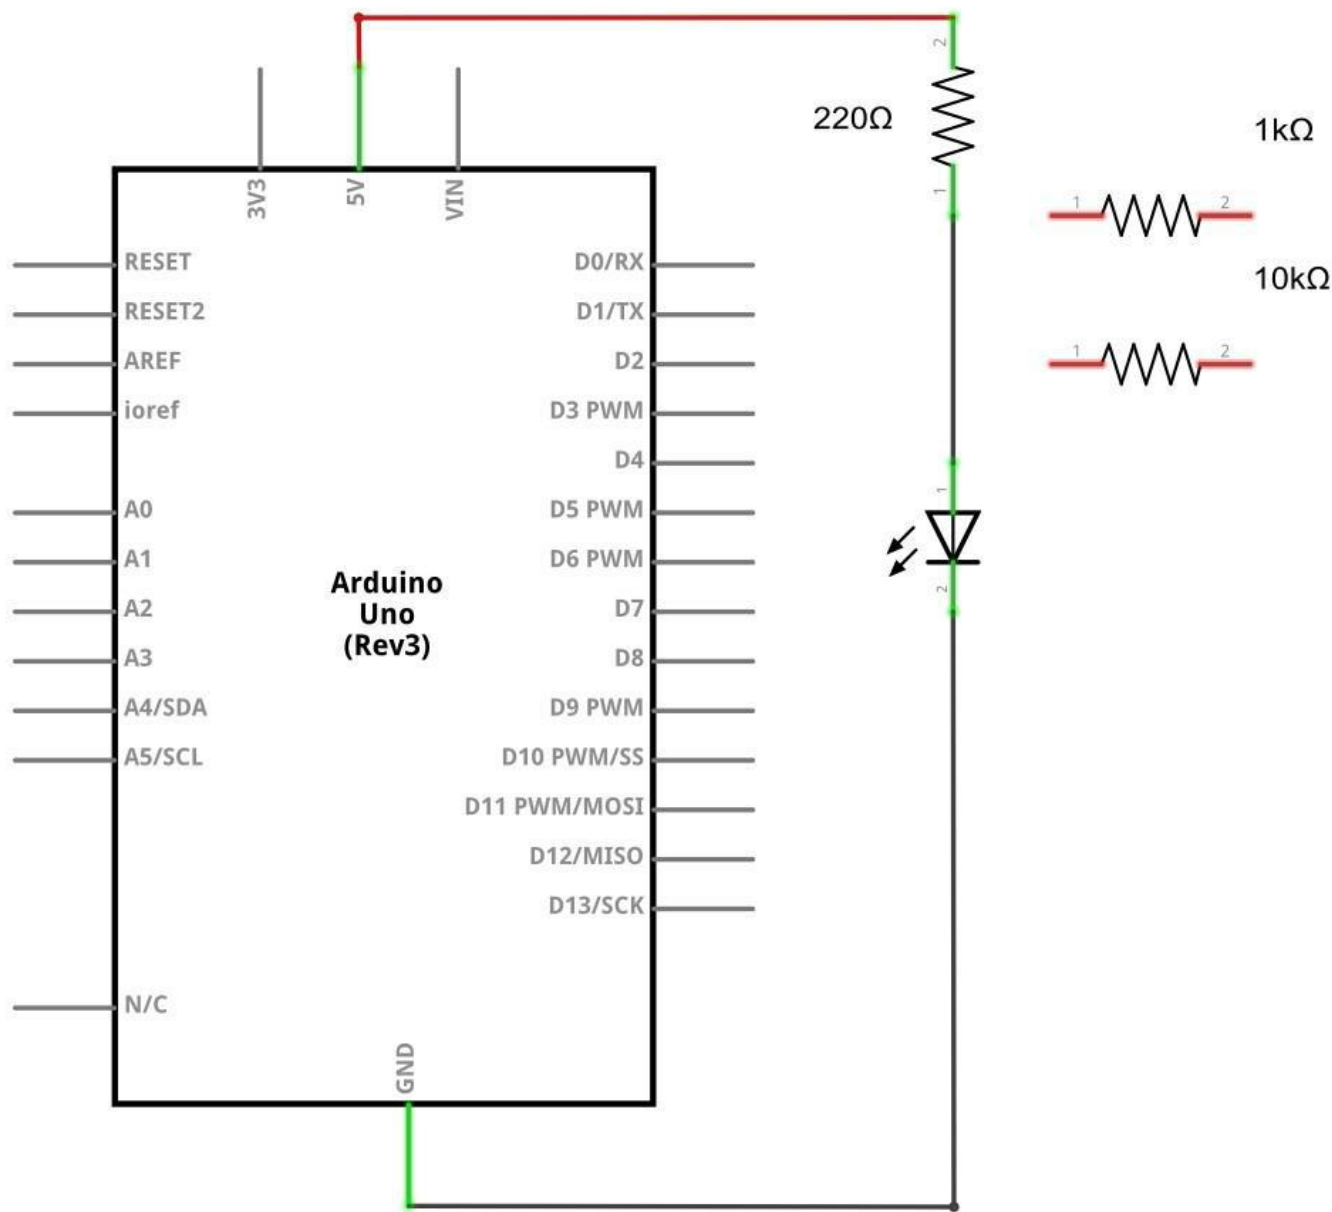 2
220Ω
1kΩ
3V3
5V
VIN
1
1
2
RESET
D0/RX
10kΩ
RESET2
D1/TX
AREF
D2
1
2
ioref
D3 PWM
D4
1
A0
D5 PWM
A1
D6 PWM
Arduino
Uno
(Rev3)
2
A2
D7
A3
D8
A4/SDA
D9 PWM
A5/SCL
D10 PWM/SS
D11 PWM/MOSI
D12/MISO
D13/SCK
N/C
GND